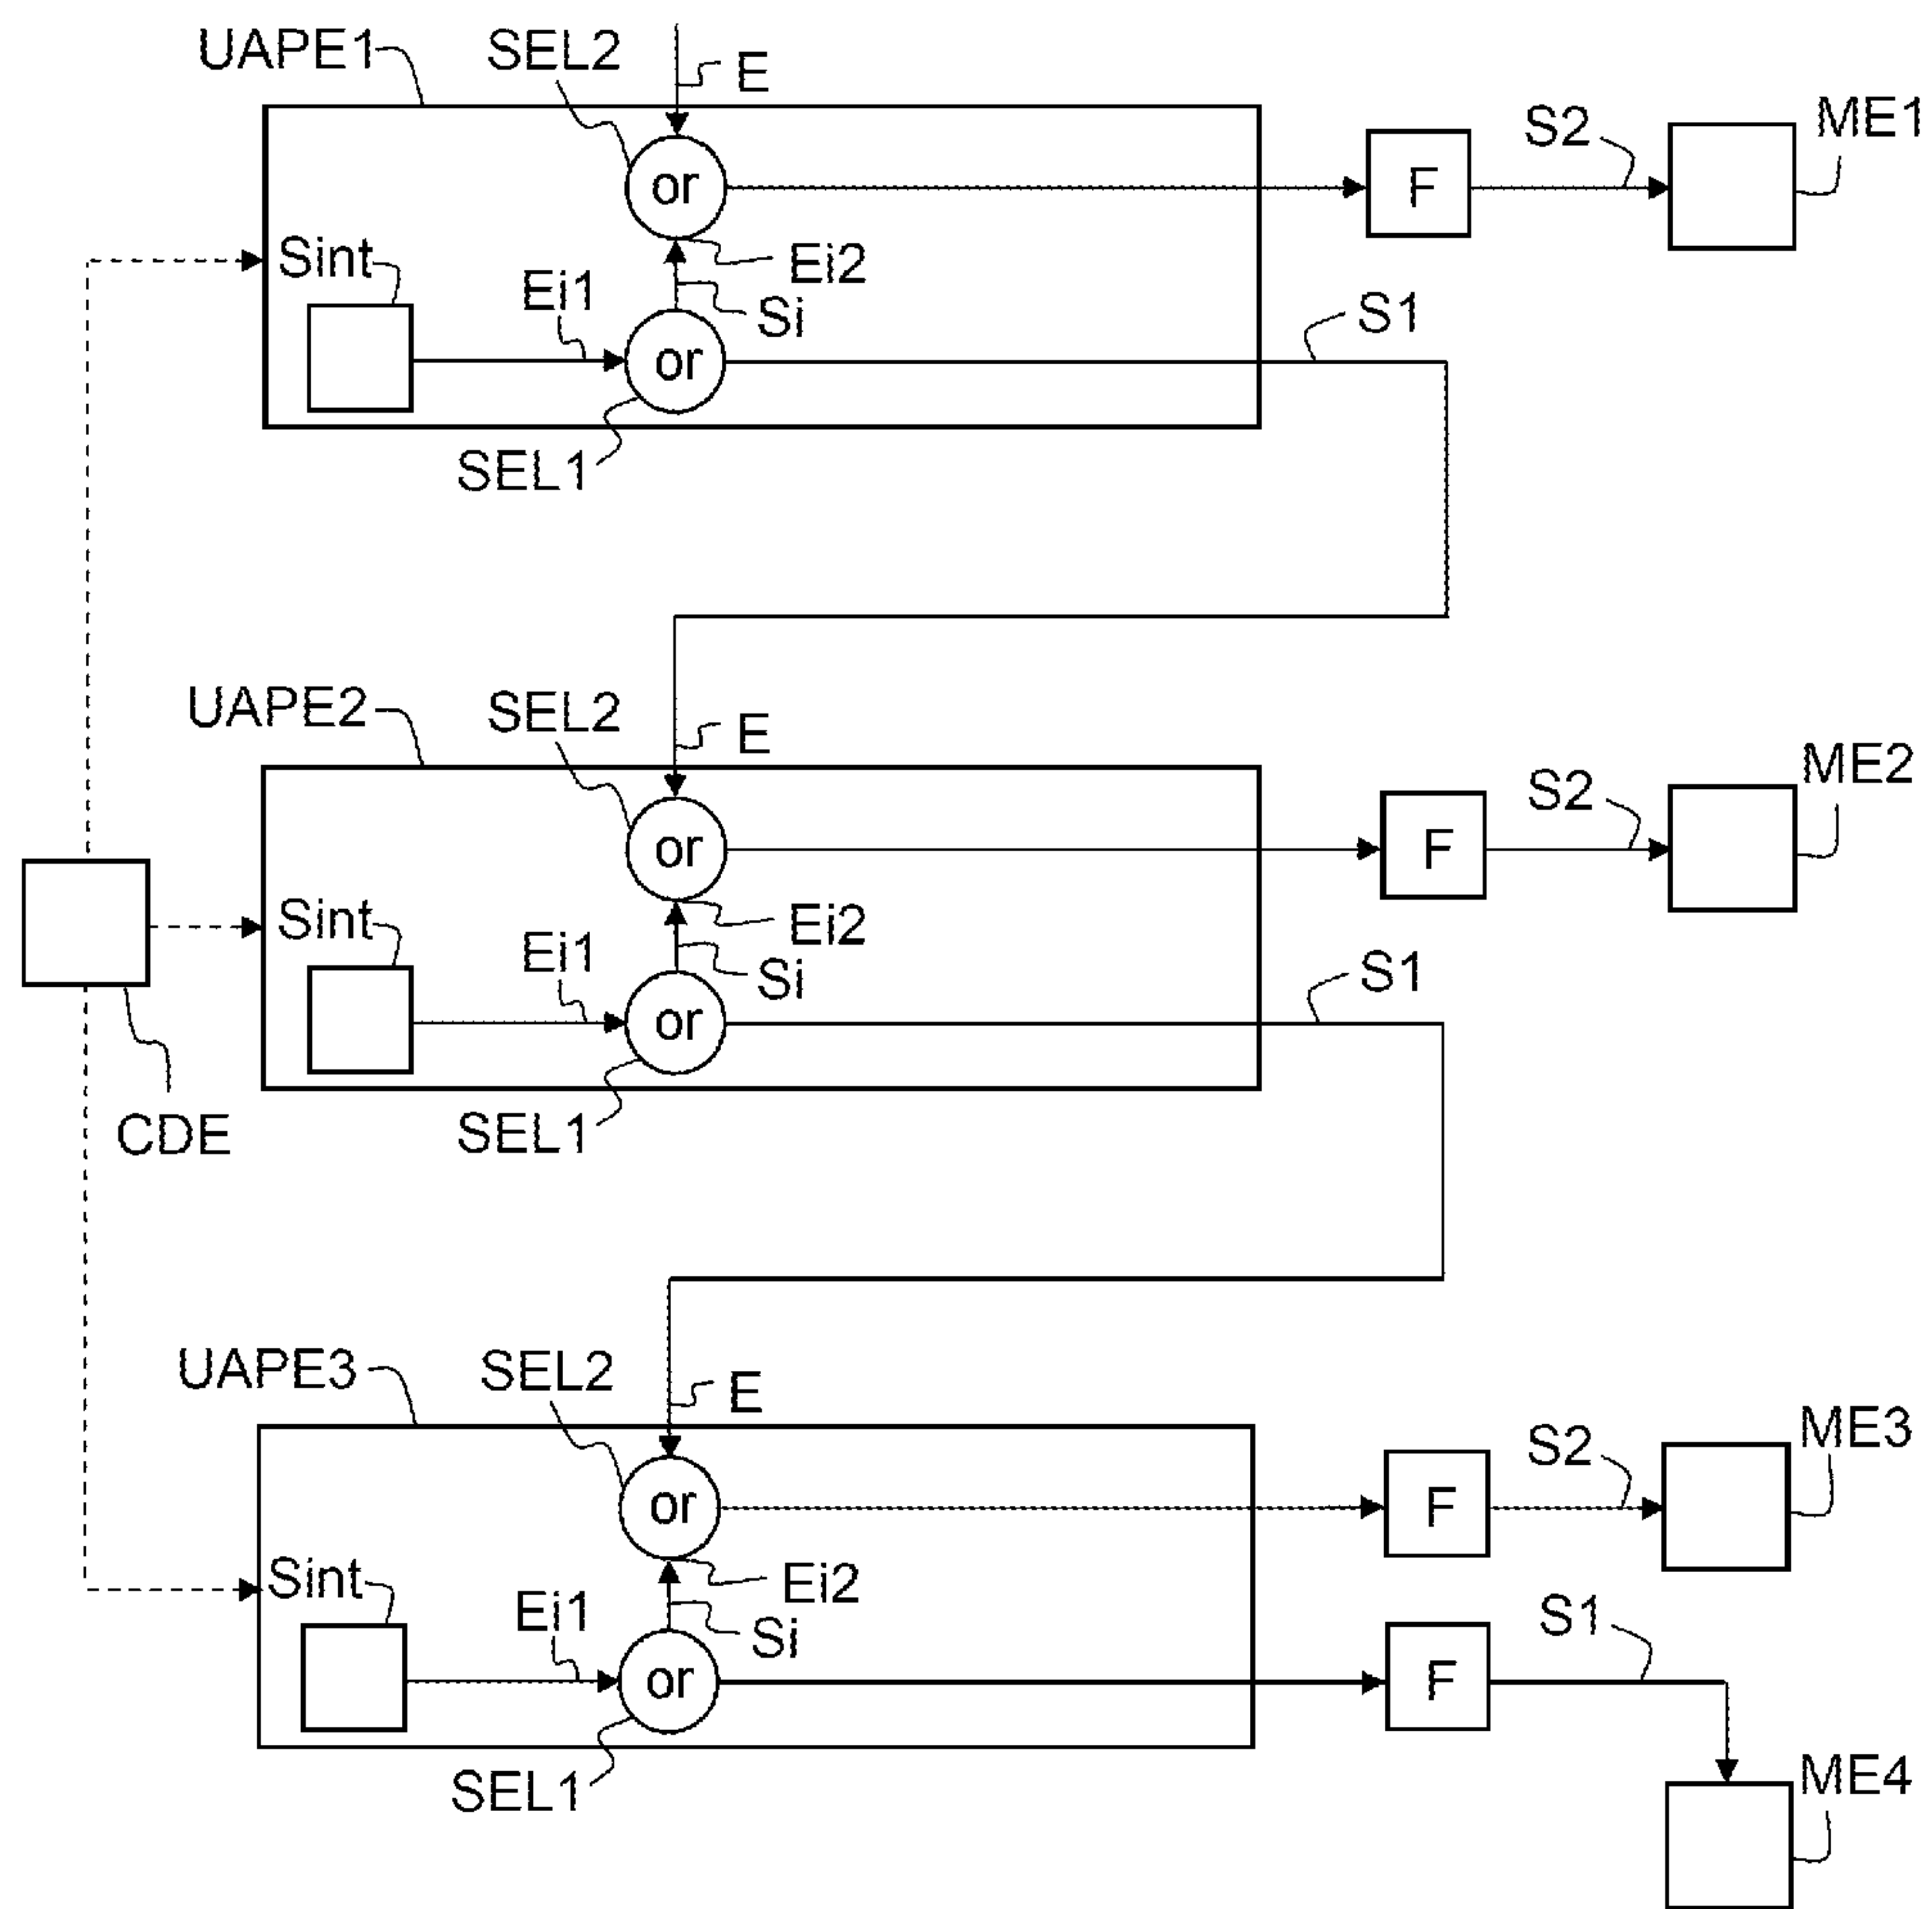 UAPE1
SEL2
E
S2
ME1
or
F
Sint
Ei1
Ei2
Si
S1
or
SEL1
UAPE2
SEL2
E
S2
ME2
or
F
Sint
Ei1
Ei2
Si
S1
or
SEL1
CDE
UAPE3
SEL2
E
S2
ME3
or
F
Sint
Ei1
Ei2
Si
S1
or
F
SEL1
ME4